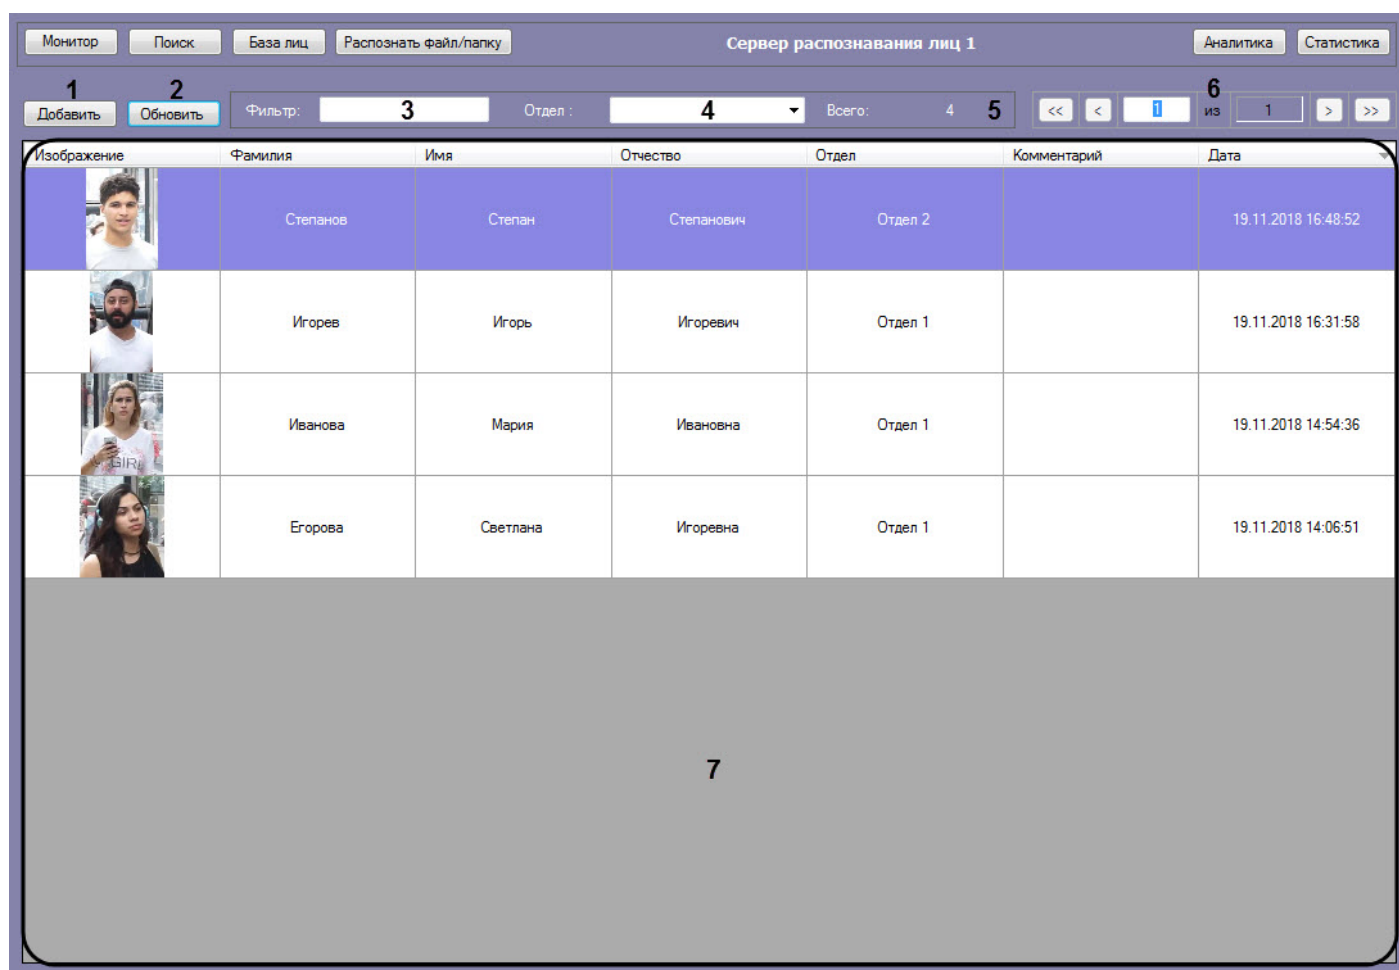 Монитор Поиск База лиц Распознать файл/папку Сервер распознавания лиц 1 Аналитика Статистика
1 2 6
Добавить Обновить Фильтр: 3 Отдел : 4 Всего: 4 5 << < 1 из 1 > >>
Изображение Фамилия Имя Отчество Отдел Комментарий Дата
Степанов Степан Степанович Отдел 2 19.11.2018 16:48:52
Игорев Игорь Игоревич Отдел 1 19.11.2018 16:31:58
Иванова Мария Ивановна Отдел 1 19.11.2018 14:54:36
GIRL
Егорова Светлана Игоревна Отдел 1 19.11.2018 14:06:51
7